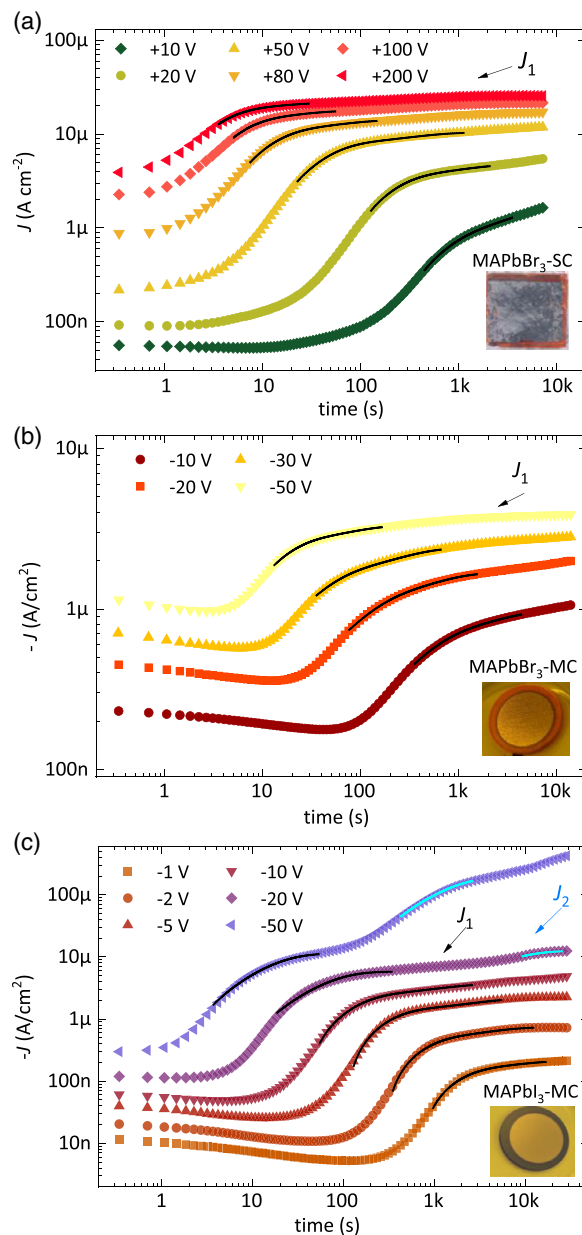 (a)
100µ
10µ
1µ
100n
J (A cm⁻²)
+10 V +50 V +100 V
+20 V +80 V +200 V
J₁
MAPbBr₃-SC
1 10 100 1k 10k
time (s)
(b)
10µ
1µ
100n
- J (A/cm²)
-10 V -30 V
-20 V -50 V
J₁
MAPbBr₃-MC
1 10 100 1k 10k
time (s)
(c)
100µ
10µ
1µ
100n
10n
-J (A/cm²)
-1 V -10 V
-2 V -20 V
-5 V -50 V
J₁
J₂
MAPbI₃-MC
1 10 100 1k 10k
time (s)